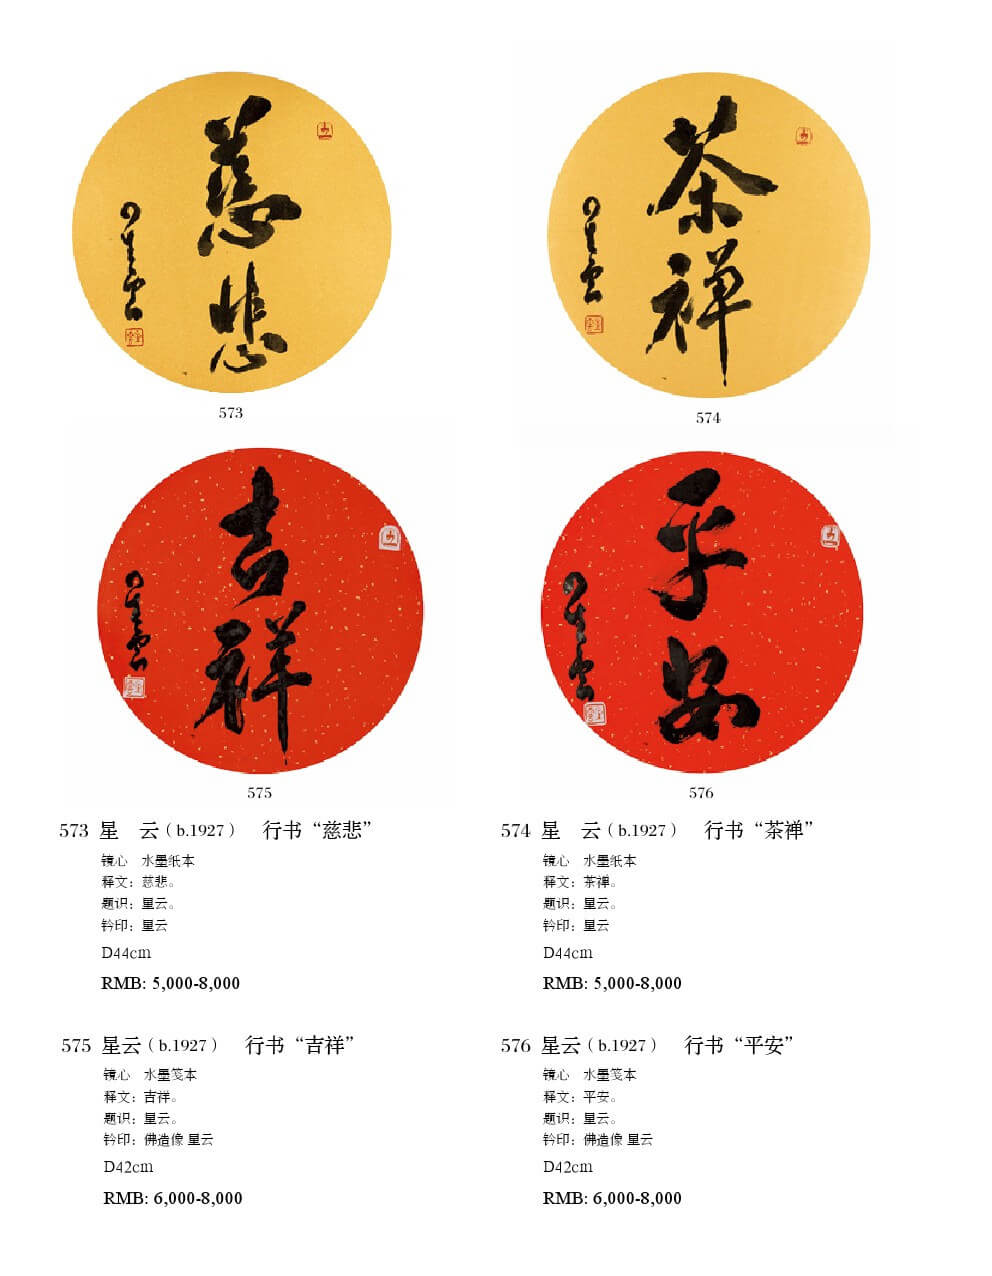 慈悲
星云
573
茶禅
星云
574
吉祥
星云
575
平安
星云
576
573 星　云（b.1927）　行书“慈悲”
镜心　水墨纸本
释文：慈悲。
题识：星云。
钤印：星云
D44cm
RMB: 5,000-8,000
574 星　云（b.1927）　行书“茶禅”
镜心　水墨纸本
释文：茶禅。
题识：星云。
钤印：星云
D44cm
RMB: 5,000-8,000
575 星云（b.1927）　行书“吉祥”
镜心　水墨笺本
释文：吉祥。
题识：星云。
钤印：佛造像 星云
D42cm
RMB: 6,000-8,000
576 星云（b.1927）　行书“平安”
镜心　水墨笺本
释文：平安。
题识：星云。
钤印：佛造像 星云
D42cm
RMB: 6,000-8,000